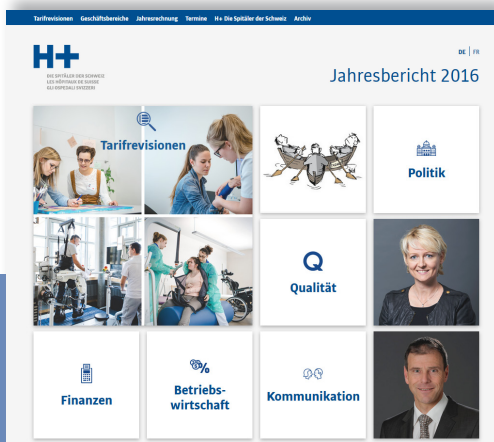 Tarifrevisionen Geschäftsbereiche Jahresrechnung Termine H+ Die Spitäler der Schweiz Archiv
H+
DIE SPITÄLER DER SCHWEIZ
LES HÔPITAUX DE SUISSE
GLI OSPEDALI SVIZZERI
DE | FR
Jahresbericht 2016
Tarifrevisionen
Politik
Q
Qualität
Finanzen
%
Betriebs-
wirtschaft
Kommunikation